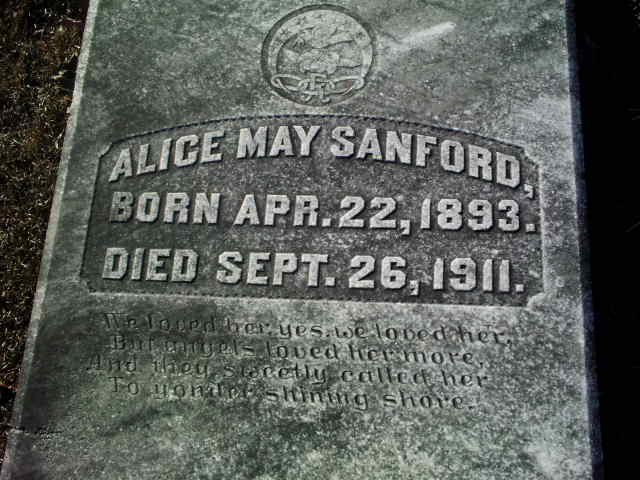 ALICE MAY SANFORD,
BORN APR. 22, 1893.
DIED SEPT. 26, 1911.
We loved her, yes, we loved her,
But angels loved her more,
And they sweetly called her
To yonder shining shore.